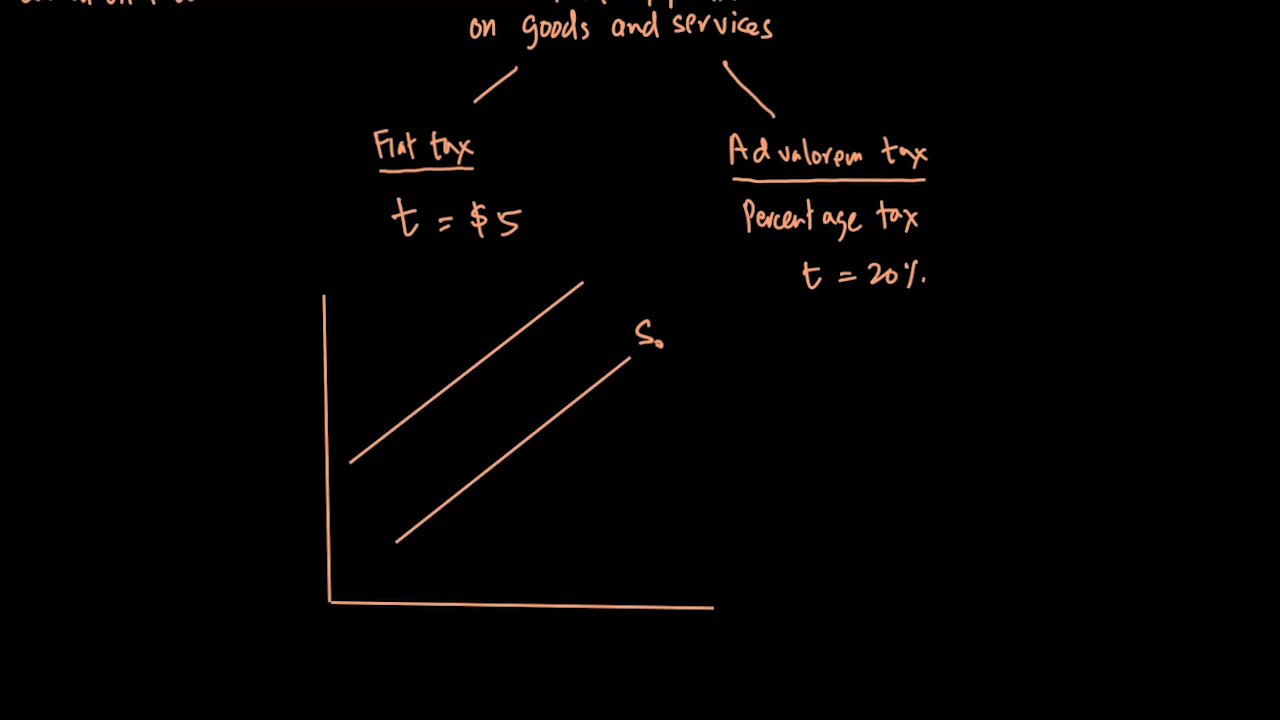 on goods and services
Flat tax
t = $5
Ad valorem tax
Percentage tax
t = 20%
S₀